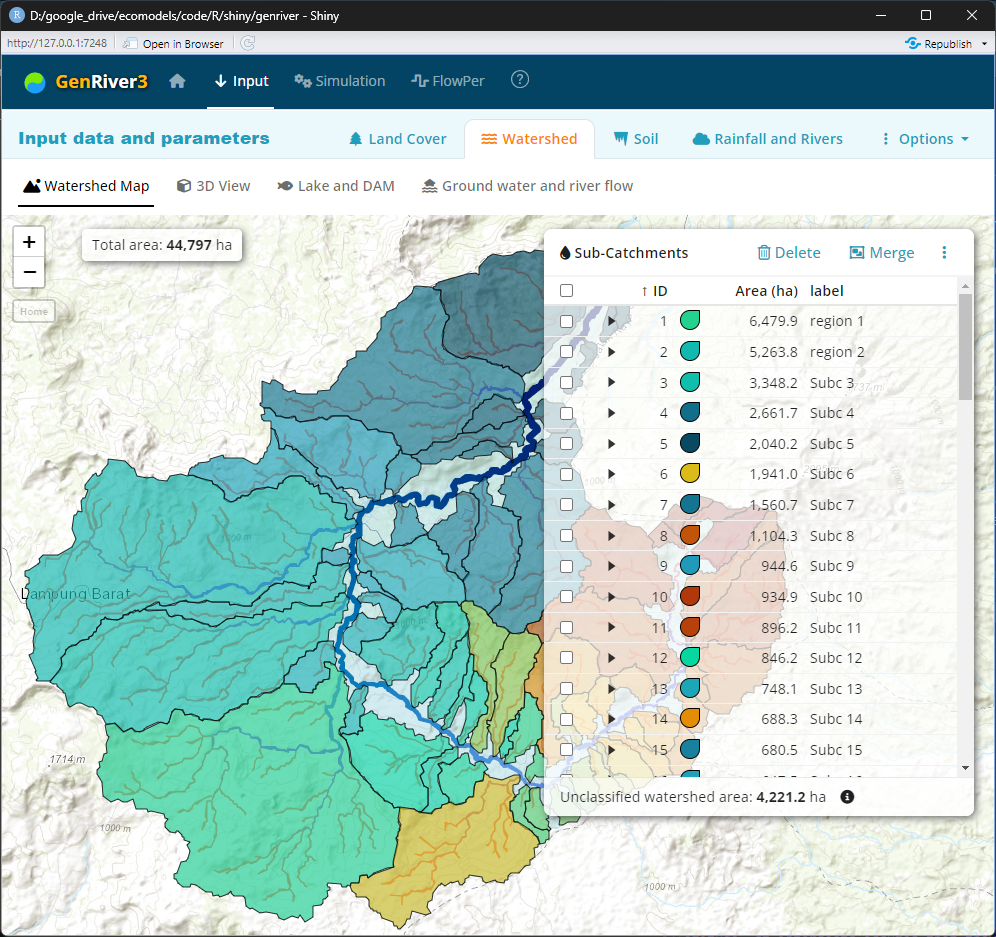 D:/google_drive/ecomodels/code/R/shiny/genriver - Shiny
http://127.0.0.1:7248 Open in Browser Republish
GenRiver3 Input Simulation FlowPer
Input data and parameters Land Cover Watershed Soil Rainfall and Rivers Options
Watershed Map 3D View Lake and DAM Ground water and river flow
+ Total area: 44,797 ha
−
Home
Sub-Catchments Delete Merge
↑ ID Area (ha) label
1 6,479.9 region 1
2 5,263.8 region 2
3 3,348.2 Subc 3
4 2,661.7 Subc 4
5 2,040.2 Subc 5
6 1,941.0 Subc 6
7 1,560.7 Subc 7
8 1,104.3 Subc 8
9 944.6 Subc 9
10 934.9 Subc 10
11 896.2 Subc 11
12 846.2 Subc 12
13 748.1 Subc 13
14 688.3 Subc 14
15 680.5 Subc 15
Unclassified watershed area: 4,221.2 ha
Lampung Barat
1714 m
1000 m
1000 m